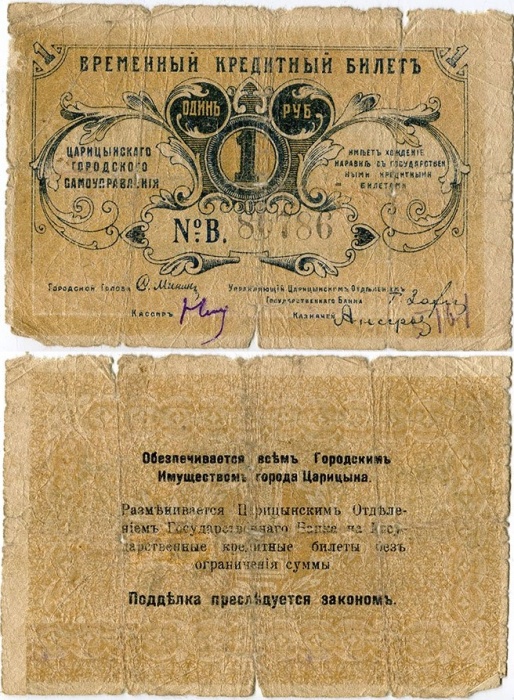 1
1
ВРЕМЕННЫЙ КРЕДИТНЫЙ БИЛЕТЪ
ОДИНЪ РУБ.
1
ЦАРИЦЫНСКАГО
ГОРОДСКОГО
САМОУПРАВЛЕНІЯ
ИМѢЕТЪ ХОЖДЕНІЕ
НАРАВНѢ СЪ ГОСУДАРСТВЕН
НЫМИ КРЕДИТНЫМИ
БИЛЕТАМИ
№ В. 80786
Городской Голова С. Мининъ
Управляющій Царицынскимъ Отдѣленіемъ
Государственнаго Банка
Кассиръ
Казначей
Обезпечивается всѣмъ Городскимъ
Имуществомъ города Царицына.
Размѣнивается Царицынскимъ Отдѣле-
ніемъ Государственнаго Банка на Госу-
дарственные кредитные билеты безъ
ограниченія суммы
Поддѣлка преслѣдуется закономъ.